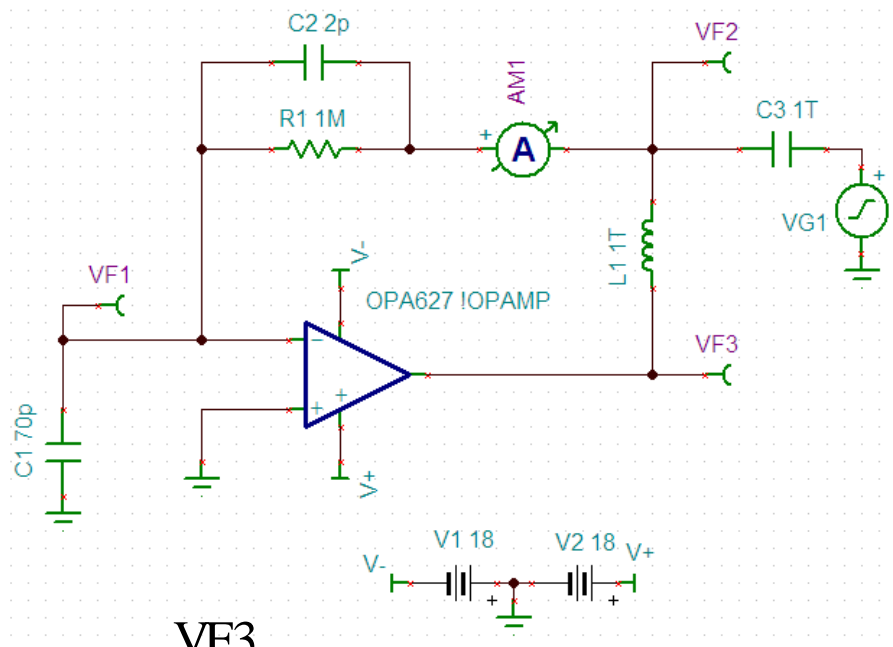 C2 2p
VF2
AM1
C3 1T
R1 1M
+
A
+
VG1
L1 1T
V-
VF1
OPA627 !OPAMP
VF3
−
+
+
C1 70p
V+
V1 18
V2 18
V-
V+
+
+
VF3